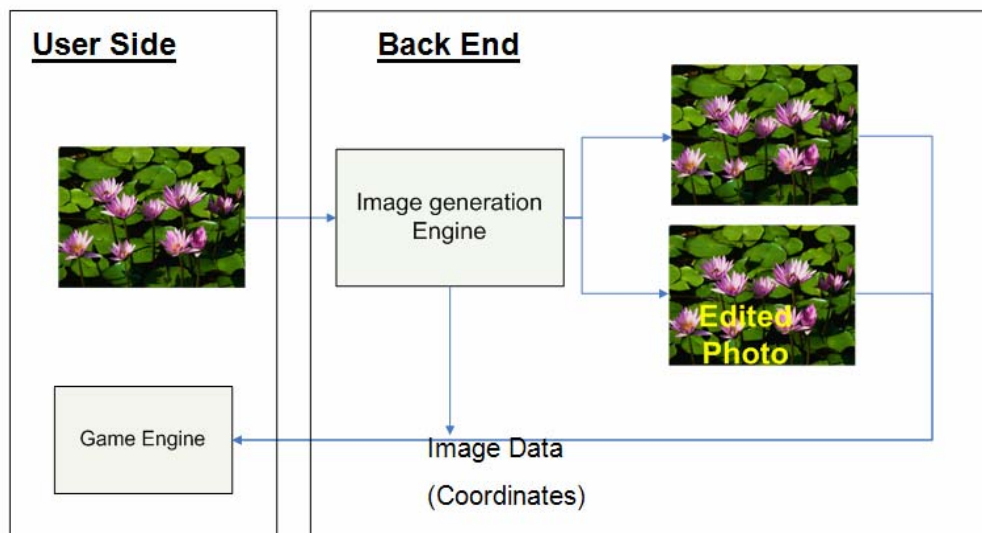 User Side
Back End
Image generation
Engine
Edited
Photo
Game Engine
Image Data
(Coordinates)